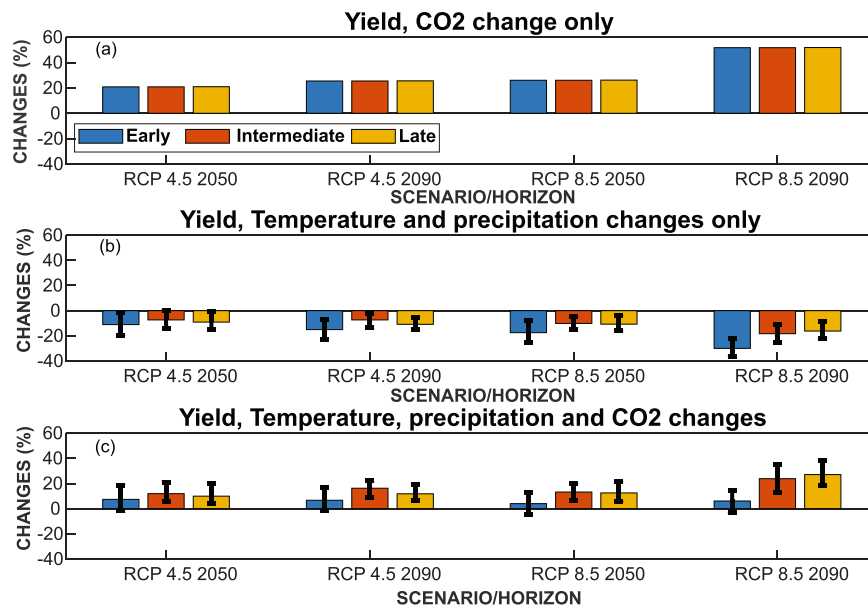 Yield, CO2 change only
(a)
CHANGES (%)
60
40
20
0
-20
-40
Early
Intermediate
Late
RCP 4.5 2050
RCP 4.5 2090
RCP 8.5 2050
RCP 8.5 2090
SCENARIO/HORIZON
Yield, Temperature and precipitation changes only
(b)
CHANGES (%)
60
40
20
0
-20
-40
RCP 4.5 2050
RCP 4.5 2090
RCP 8.5 2050
RCP 8.5 2090
SCENARIO/HORIZON
Yield, Temperature, precipitation and CO2 changes
(c)
CHANGES (%)
60
40
20
0
-20
-40
RCP 4.5 2050
RCP 4.5 2090
RCP 8.5 2050
RCP 8.5 2090
SCENARIO/HORIZON